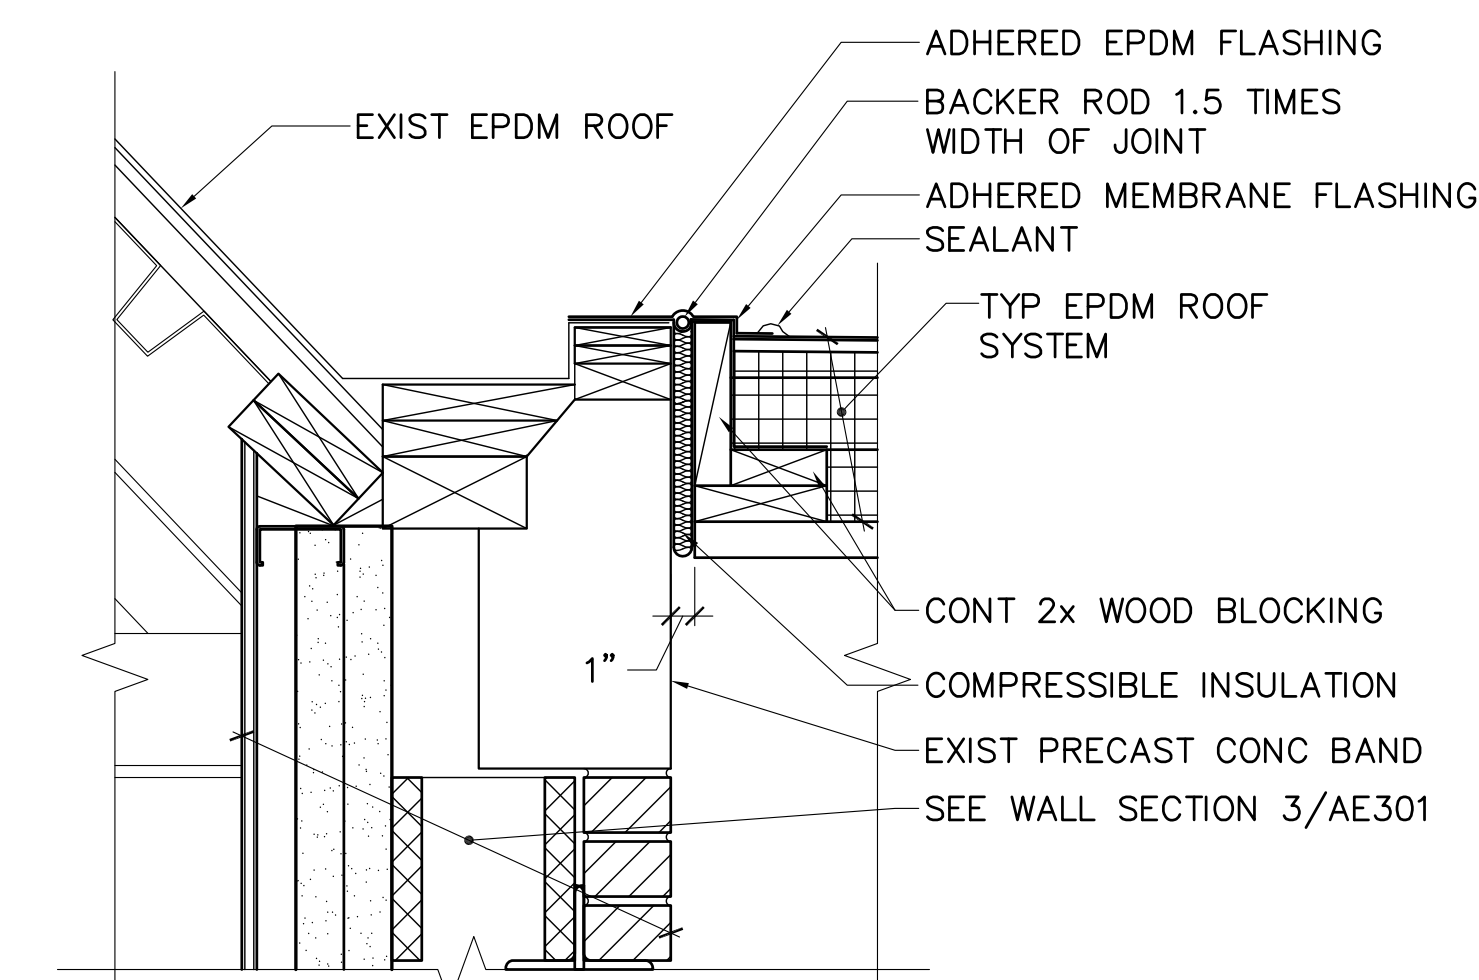 ADHERED EPDM FLASHING
BACKER ROD 1.5 TIMES
WIDTH OF JOINT
EXIST EPDM ROOF
ADHERED MEMBRANE FLASHING
SEALANT
TYP EPDM ROOF
SYSTEM
CONT 2x WOOD BLOCKING
1"
COMPRESSIBLE INSULATION
EXIST PRECAST CONC BAND
SEE WALL SECTION 3/AE301